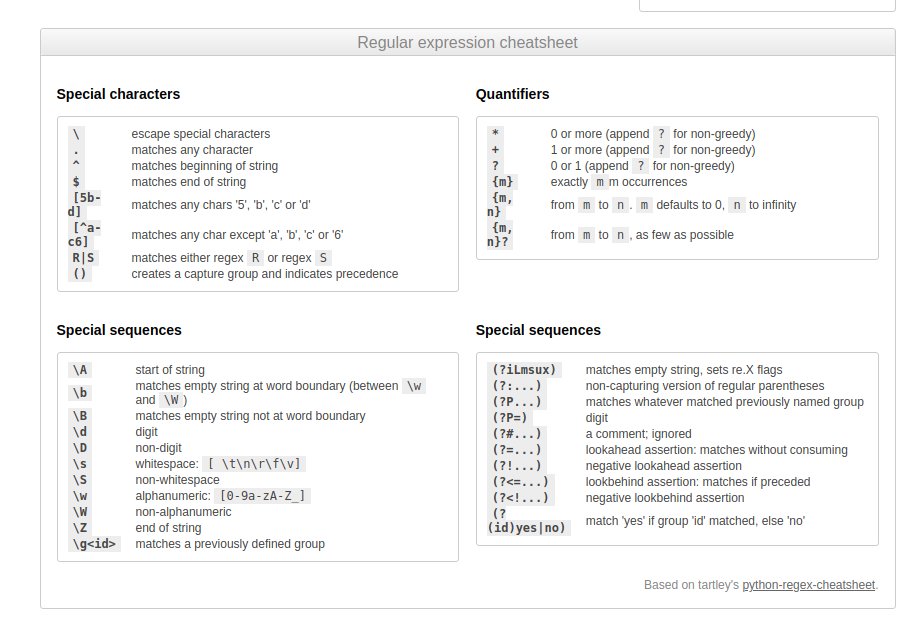 Regular expression cheatsheet
Special characters
\ escape special characters
. matches any character
^ matches beginning of string
$ matches end of string
[5b-
d] matches any chars '5', 'b', 'c' or 'd'
[^a-
c6] matches any char except 'a', 'b', 'c' or '6'
R|S matches either regex R or regex S
() creates a capture group and indicates precedence
Quantifiers
* 0 or more (append ? for non-greedy)
+ 1 or more (append ? for non-greedy)
? 0 or 1 (append ? for non-greedy)
{m} exactly m m occurrences
{m,
n} from m to n. m defaults to 0, n to infinity
{m,
n}? from m to n, as few as possible
Special sequences
\A start of string
\b matches empty string at word boundary (between \w
and \W )
\B matches empty string not at word boundary
\d digit
\D non-digit
\s whitespace: [ \t\n\r\f\v]
\S non-whitespace
\w alphanumeric: [0-9a-zA-Z_]
\W non-alphanumeric
\Z end of string
\g<id> matches a previously defined group
Special sequences
(?iLmsux) matches empty string, sets re.X flags
(?:...) non-capturing version of regular parentheses
(?P...) matches whatever matched previously named group
(?P=) digit
(?#...) a comment; ignored
(?=...) lookahead assertion: matches without consuming
(?!...) negative lookahead assertion
(?<=...) lookbehind assertion: matches if preceded
(?<!...) negative lookbehind assertion
(?
(id)yes|no) match 'yes' if group 'id' matched, else 'no'
Based on tartley's python-regex-cheatsheet.